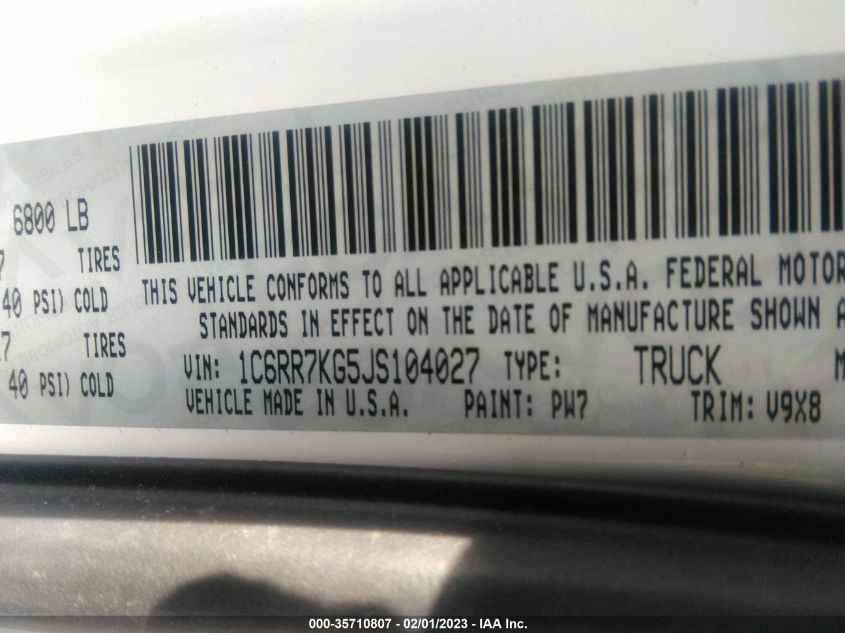 6800 LB
7 TIRES
40 PSI) COLD
THIS VEHICLE CONFORMS TO ALL APPLICABLE U.S.A. FEDERAL MOTOR
STANDARDS IN EFFECT ON THE DATE OF MANUFACTURE SHOWN A
7 TIRES
40 PSI) COLD
VIN: 1C6RR7KG5JS104027 TYPE: TRUCK M
VEHICLE MADE IN U.S.A. PAINT: PW7 TRIM: V9X8
000-35710807 - 02/01/2023 - IAA Inc.